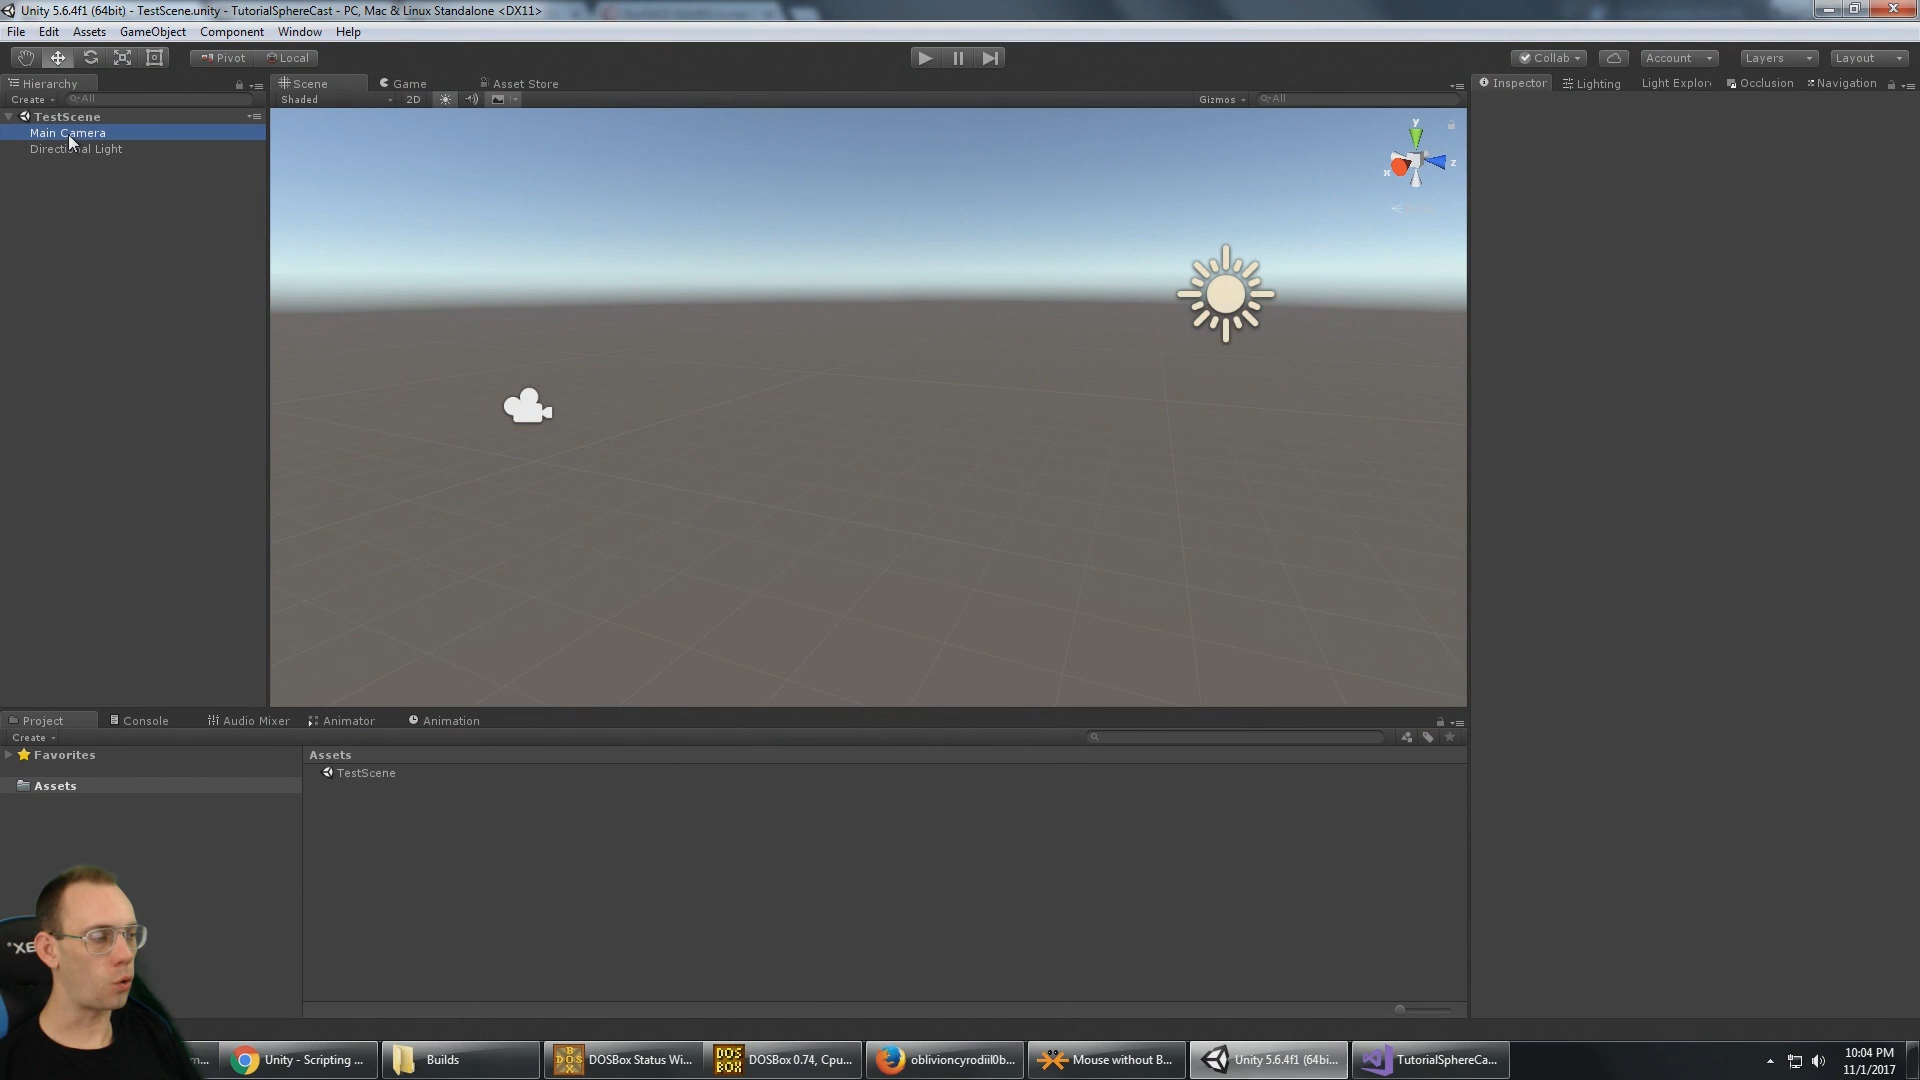 Unity 5.6.4f1 (64bit) - TestScene.unity - TutorialSphereCast - PC, Mac & Linux Standalone <DX11>
File Edit Assets GameObject Component Window Help
Pivot Local Collab Account Layers Layout
Hierarchy Scene Game Asset Store Inspector Lighting Light Explor Occlusion Navigation
Create All Shaded 2D Gizmos All
TestScene
Main Camera
Directional Light
y
x z
Project Console Audio Mixer Animator Animation
Create
Favorites Assets
TestScene
Assets
Unity - Scripting ... Builds DOSBox Status Wi... DOSBox 0.74, Cpu... oblivioncyrodiil0b... Mouse without B... Unity 5.6.4f1 (64bi... TutorialSphereCa...
10:04 PM
11/1/2017